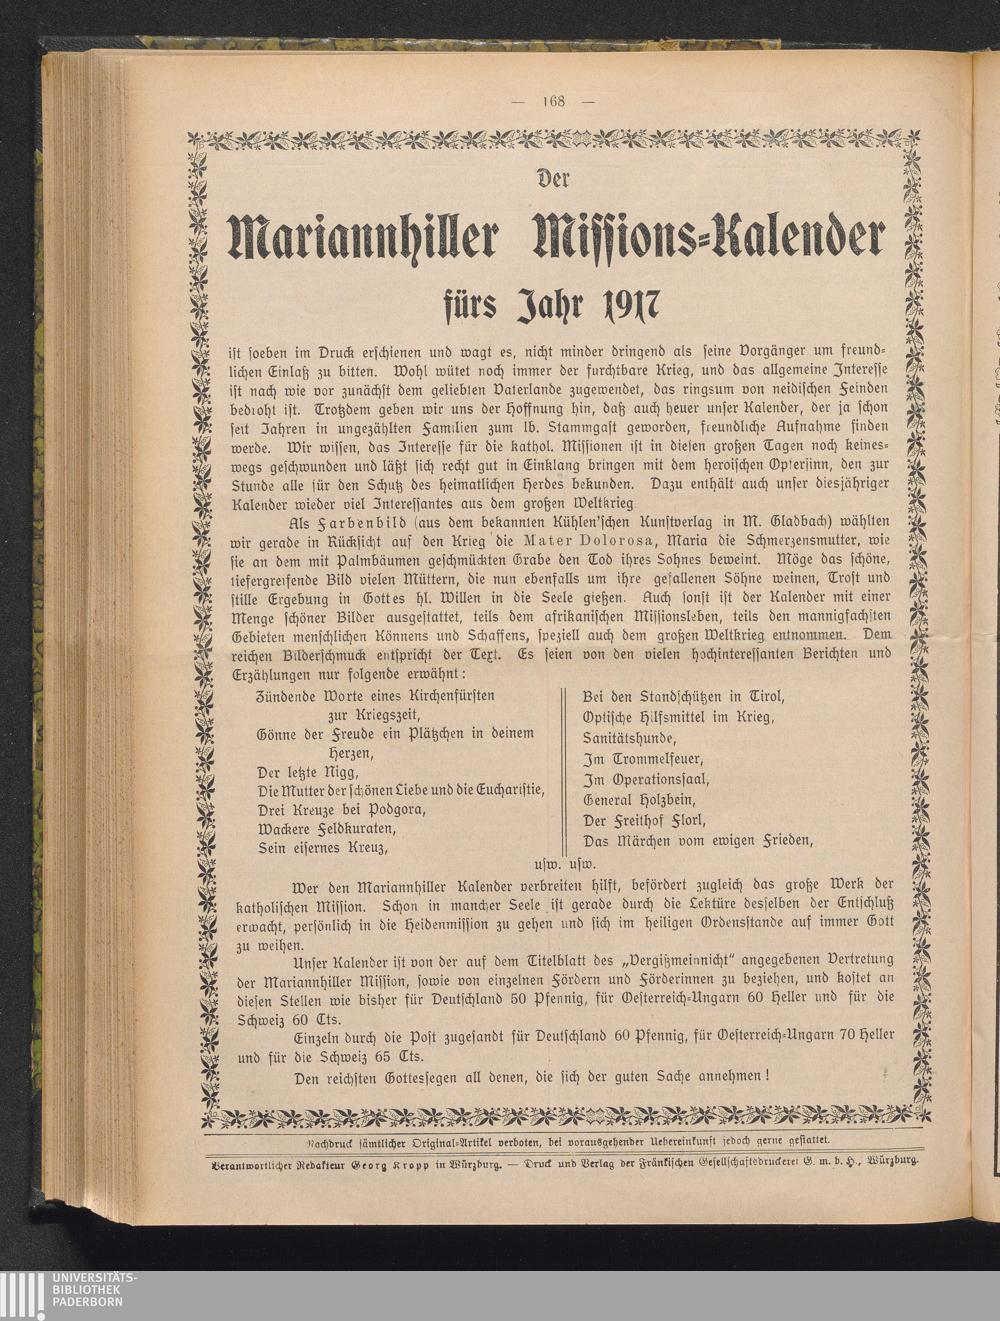 — 168 —
Der
Mariannhiller Missions=Kalender
fürs Jahr 1917
ist soeben im Druck erschienen und wagt es, nicht minder dringend als seine Vorgänger um freund=
lichen Einlaß zu bitten. Wohl wütet noch immer der furchtbare Krieg, und das allgemeine Interesse
ist nach wie vor zunächst dem geliebten Vaterlande zugewendet, das ringsum von neidischen Feinden
bedroht ist. Trotzdem geben wir uns der Hoffnung hin, daß auch heuer unser Kalender, der ja schon
seit Jahren in ungezählten Familien zum lb. Stammgast geworden, freundliche Aufnahme finden
werde. Wir wissen, das Interesse für die kathol. Missionen ist in diesen großen Tagen noch keines=
wegs geschwunden und läßt sich recht gut in Einklang bringen mit dem heroischen Opfersinn, den zur
Stunde alle für den Schutz des heimatlichen Herdes bekunden. Dazu enthält auch unser diesjähriger
Kalender wieder viel Interessantes aus dem großen Weltkrieg
Als Farbenbild (aus dem bekannten Kühlen'schen Kunstverlag in M. Gladbach) wählten
wir gerade in Rücksicht auf den Krieg die Mater Dolorosa, Maria die Schmerzensmutter, wie
sie an dem mit Palmbäumen geschmückten Grabe den Tod ihres Sohnes beweint. Möge das schöne,
tiefergreifende Bild vielen Müttern, die nun ebenfalls um ihre gefallenen Söhne weinen, Trost und
stille Ergebung in Gottes hl. Willen in die Seele gießen. Auch sonst ist der Kalender mit einer
Menge schöner Bilder ausgestattet, teils dem afrikanischen Missionsleben, teils den mannigfachsten
Gebieten menschlichen Könnens und Schaffens, speziell auch dem großen Weltkrieg entnommen. Dem
reichen Bilderschmuck entspricht der Text. Es seien von den vielen hochinteressanten Berichten und
Erzählungen nur folgende erwähnt:
Zündende Worte eines Kirchenfürsten
zur Kriegszeit,
Gönne der Freude ein Plätzchen in deinem
Herzen,
Der letzte Nigg,
Die Mutter der schönen Liebe und die Eucharistie,
Drei Kreuze bei Podgora,
Wackere Feldkuraten,
Sein eisernes Kreuz,
Bei den Standschützen in Tirol,
Optische Hilfsmittel im Krieg,
Sanitätshunde,
Im Trommelfeuer,
Im Operationssaal,
General Holzbein,
Der Freithof Florl,
Das Märchen vom ewigen Frieden,
usw. usw.
Wer den Mariannhiller Kalender verbreiten hilft, befördert zugleich das große Werk der
katholischen Mission. Schon in mancher Seele ist gerade durch die Lektüre desselben der Entschluß
erwacht, persönlich in die Heidenmission zu gehen und sich im heiligen Ordensstande auf immer Gott
zu weihen.
Unser Kalender ist von der auf dem Titelblatt des „Vergißmeinnicht“ angegebenen Vertretung
der Mariannhiller Mission, sowie von einzelnen Fördern und Förderinnen zu beziehen, und kostet an
diesen Stellen wie bisher für Deutschland 50 Pfennig, für Oesterreich=Ungarn 60 Heller und für die
Schweiz 60 Cts.
Einzeln durch die Post zugesandt für Deutschland 60 Pfennig, für Oesterreich=Ungarn 70 Heller
und für die Schweiz 65 Cts.
Den reichsten Gottessegen all denen, die sich der guten Sache annehmen!
Nachdruck sämtlicher Original=Artikel verboten, bei vorausgehender Uebereinkunft jedoch gerne gestattet.
Verantwortlicher Redakteur Georg Kropp in Würzburg. — Druck und Verlag der Fränkischen Gesellschaftsdruckerei G. m. b. H., Würzburg.
UNIVERSITÄTS-
BIBLIOTHEK
PADERBORN